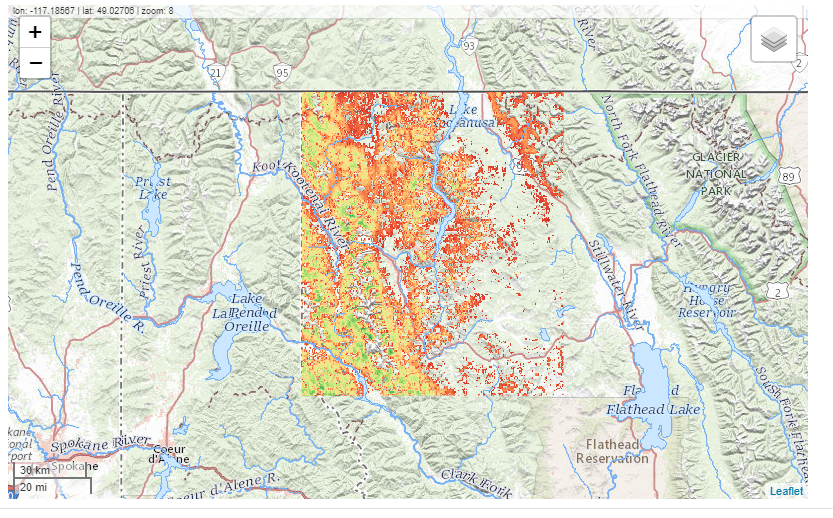 lon: -117.18567 | lat: 49.02706 | zoom: 8
+
−
21
95
93
2
Pend Oreille River
Priest
Lake
Priest River
Pend Oreille R.
Lake
Pend
Oreille
Koot
Kootenai River
Lake
Koocanusa
North Fork Flathead River
GLACIER
NATIONAL
PARK
89
2
Stillwater River
Hungry
Horse
Reservoir
South Fork Flathead
Flathead Lake
Flathead
Reservation
Spokane River
Spokane
Coeur
d'Alene
Coeur d'Alene R.
Clark Fork
30 km
20 mi
Leaflet